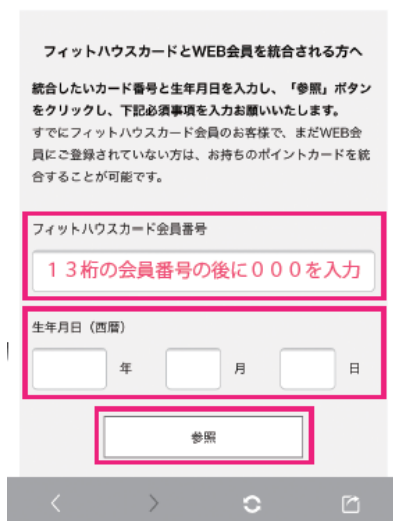 フィットハウスカードとWEB会員を統合される方へ
統合したいカード番号と生年月日を入力し、「参照」ボタン
をクリックし、下記必須事項を入力お願いいたします。
すでにフィットハウスカード会員のお客様で、まだWEB会
員にご登録されていない方は、お持ちのポイントカードを統
合することが可能です。
フィットハウスカード会員番号
１３桁の会員番号の後に０００を入力
生年月日（西暦）
年 月 日
参照